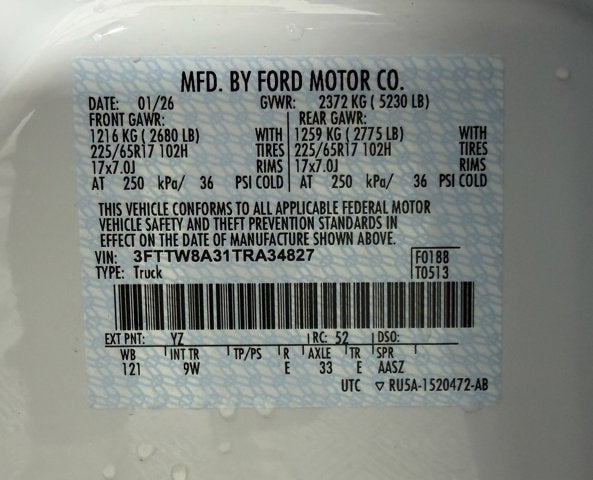 MFD. BY FORD MOTOR CO.
DATE: 01/26 GVWR: 2372 KG ( 5230 LB)
FRONT GAWR: REAR GAWR:
1216 KG ( 2680 LB) WITH 1259 KG ( 2775 LB) WITH
225/65R17 102H TIRES 225/65R17 102H TIRES
17x7.0J RIMS 17x7.0J RIMS
AT 250 kPa/ 36 PSI COLD AT 250 kPa/ 36 PSI COLD
THIS VEHICLE CONFORMS TO ALL APPLICABLE FEDERAL MOTOR
VEHICLE SAFETY AND THEFT PREVENTION STANDARDS IN
EFFECT ON THE DATE OF MANUFACTURE SHOWN ABOVE.
VIN: 3FTTW8A31TRA34827 F0188
TYPE: Truck T0513
EXT PNT: YZ RC: 52 DSO:
WB INT TR TP/PS R AXLE TR SPR
121 9W E 33 E AASZ
UTC ▽ RU5A-1520472-AB